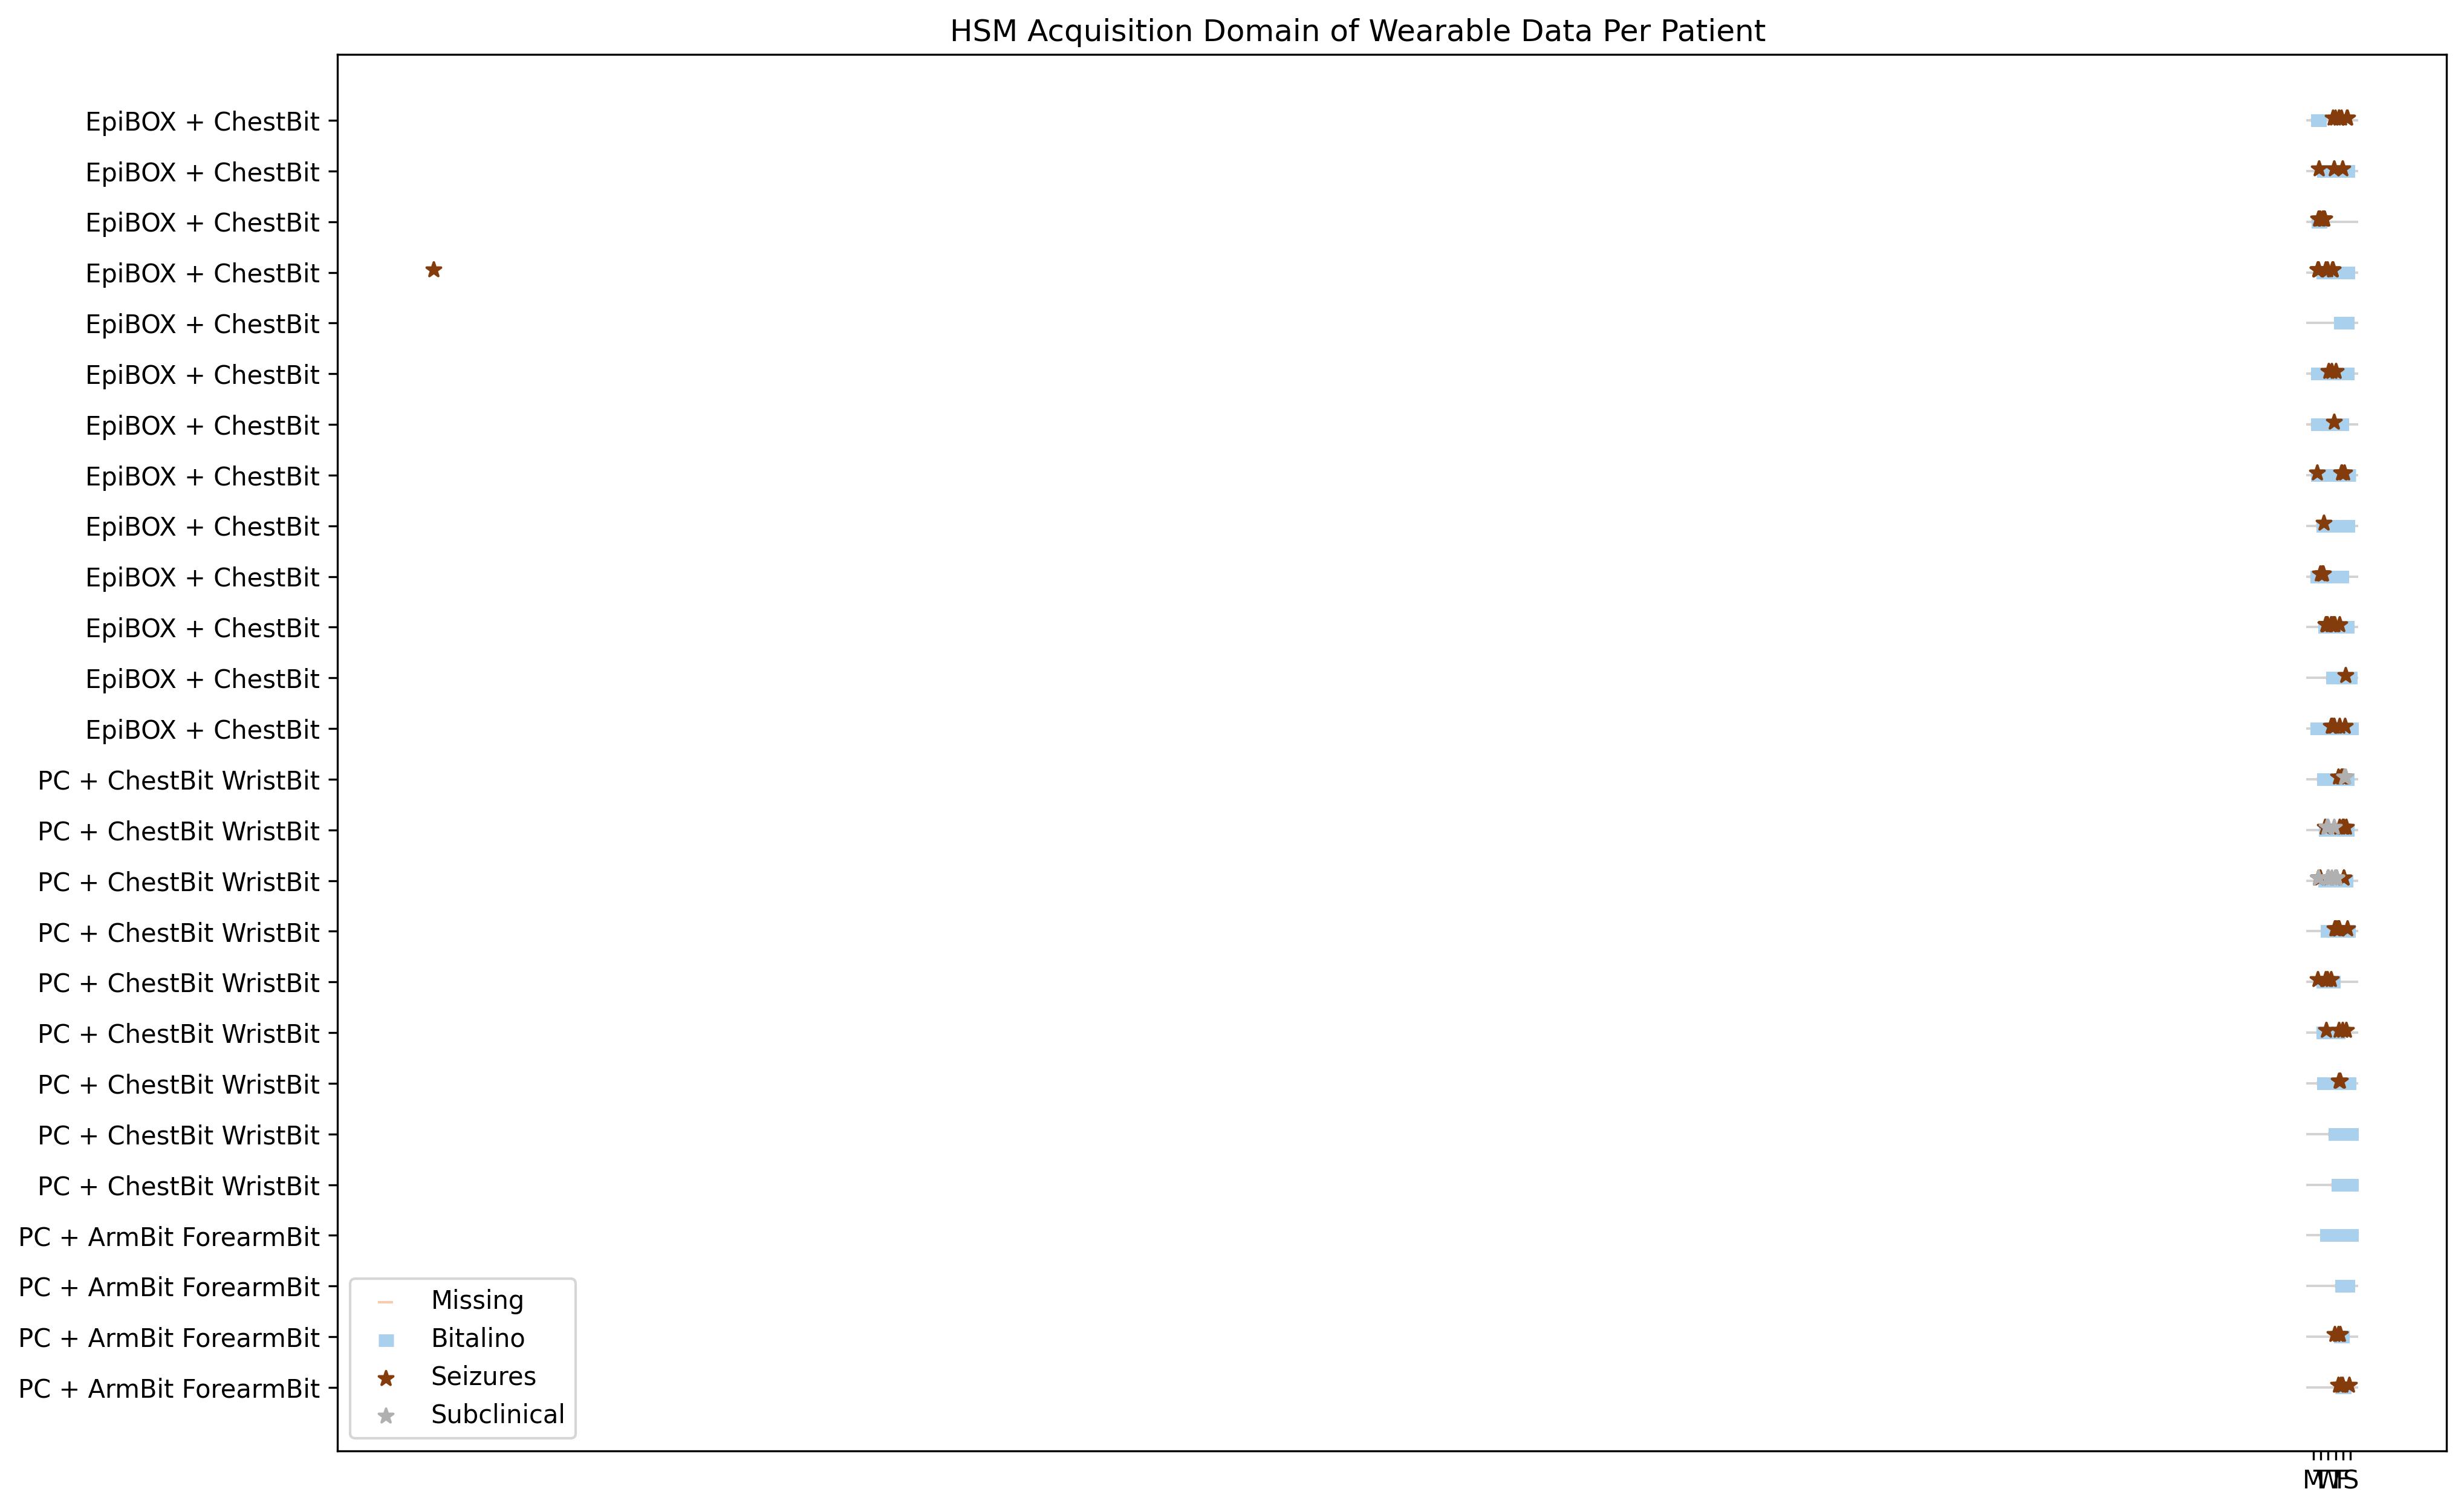 HSM Acquisition Domain of Wearable Data Per Patient
EpiBOX + ChestBit
EpiBOX + ChestBit
EpiBOX + ChestBit
EpiBOX + ChestBit
EpiBOX + ChestBit
EpiBOX + ChestBit
EpiBOX + ChestBit
EpiBOX + ChestBit
EpiBOX + ChestBit
EpiBOX + ChestBit
EpiBOX + ChestBit
EpiBOX + ChestBit
EpiBOX + ChestBit
PC + ChestBit WristBit
PC + ChestBit WristBit
PC + ChestBit WristBit
PC + ChestBit WristBit
PC + ChestBit WristBit
PC + ChestBit WristBit
PC + ChestBit WristBit
PC + ChestBit WristBit
PC + ChestBit WristBit
PC + ArmBit ForearmBit
PC + ArmBit ForearmBit
PC + ArmBit ForearmBit
PC + ArmBit ForearmBit
Missing
Bitalino
Seizures
Subclinical